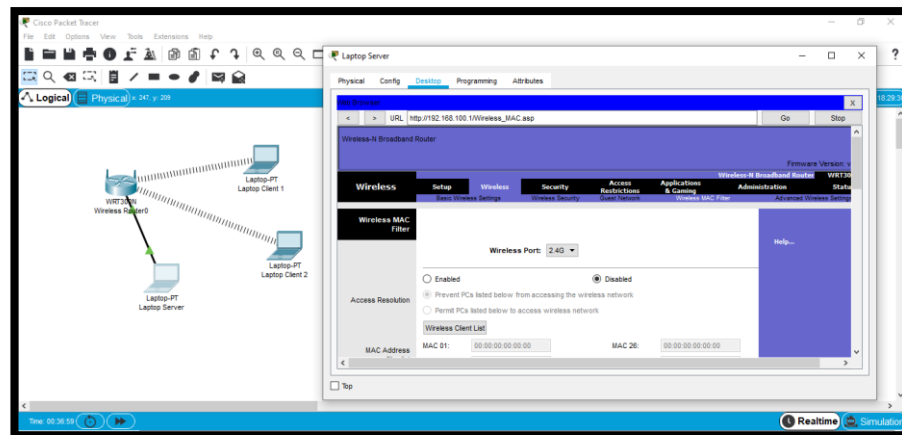 Cisco Packet Tracer
File Edit Options View Tools Extensions Help
Logical Physical x: 247, y: 209
Laptop-PT
Laptop Client 1
WRT300N
Wireless Router0
Laptop-PT
Laptop Client 2
Laptop-PT
Laptop Server
Time: 00:36:59
Realtime Simulation
Laptop Server
Physical Config Desktop Programming Attributes
Web Browser X
< > URL http://192.168.100.1/Wireless_MAC.asp Go Stop
Wireless-N Broadband Router
Firmware Version: v
Wireless-N Broadband Router WRT30
Wireless Setup Wireless Security Access Restrictions Applications & Gaming Administration Statu
Basic Wireless Settings Wireless Security Guest Network Wireless MAC Filter Advanced Wireless Settings
Wireless MAC Filter
Help...
Wireless Port: 2.4G
Enabled Disabled
Access Resolution
Prevent PCs listed below from accessing the wireless network
Permit PCs listed below to access wireless network
Wireless Client List
MAC Address
MAC 01: 00:00:00:00:00:00 MAC 26: 00:00:00:00:00:00
Top